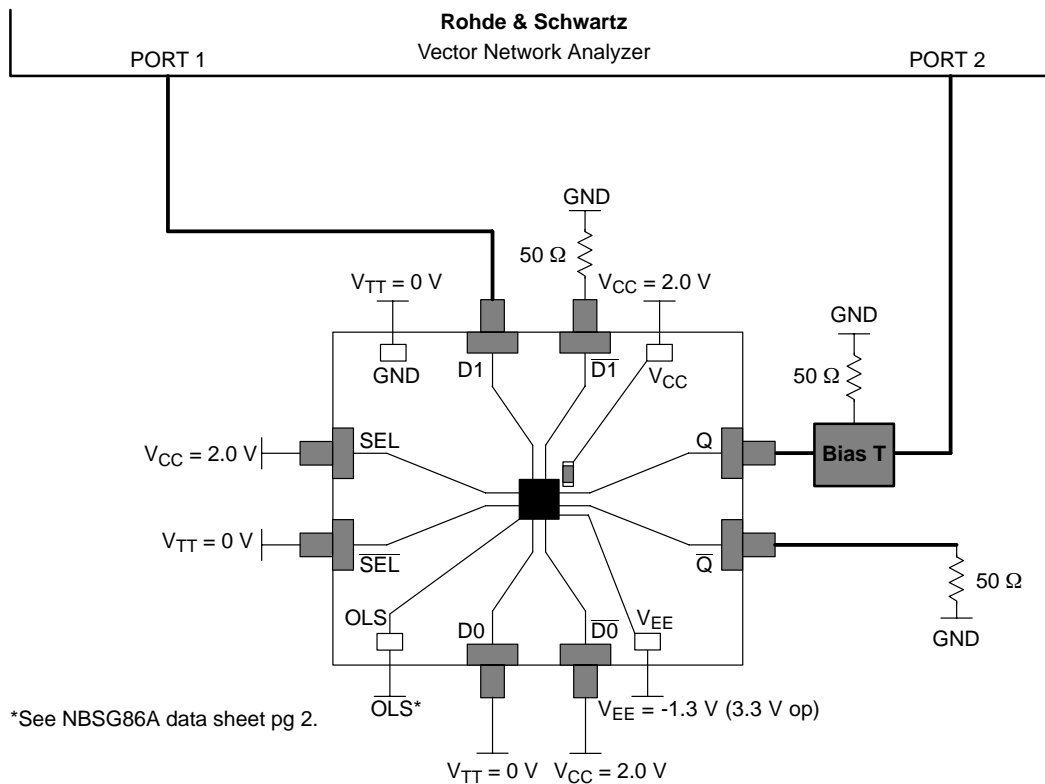 Rohde & Schwartz
Vector Network Analyzer
PORT 1
PORT 2
GND
50 Ω
V_TT = 0 V
V_CC = 2.0 V
GND
50 Ω
GND
D1
D1̅
V_CC
V_CC = 2.0 V
SEL
Q
Bias T
V_TT = 0 V
S̅E̅L̅
Q̅
50 Ω
GND
OLS
D0
D̅0̅
V_EE
OLS*
V_EE = -1.3 V (3.3 V op)
*See NBSG86A data sheet pg 2.
V_TT = 0 V
V_CC = 2.0 V